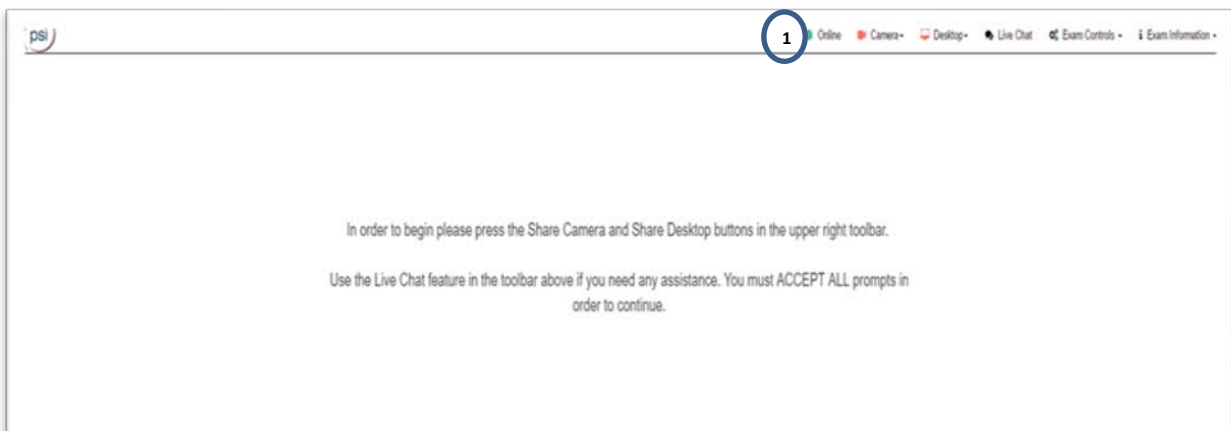 psi
1 Online Camera Desktop Live Chat Exam Controls i Exam Information
In order to begin please press the Share Camera and Share Desktop buttons in the upper right toolbar.
Use the Live Chat feature in the toolbar above if you need any assistance. You must ACCEPT ALL prompts in
order to continue.